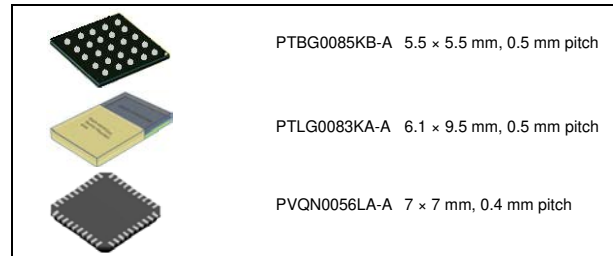 PTBG0085KB-A 5.5 × 5.5 mm, 0.5 mm pitch
PTLG0083KA-A 6.1 × 9.5 mm, 0.5 mm pitch
PVQN0056LA-A 7 × 7 mm, 0.4 mm pitch